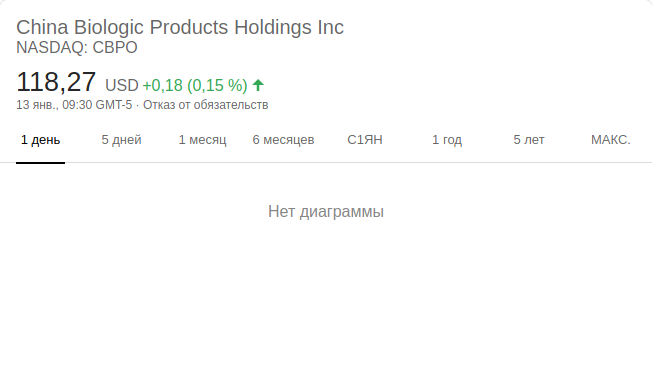 China Biologic Products Holdings Inc
NASDAQ: CBPO
118,27 USD +0,18 (0,15 %)
13 янв., 09:30 GMT-5 · Отказ от обязательств
1 день 5 дней 1 месяц 6 месяцев С1ЯН 1 год 5 лет МАКС.
Нет диаграммы